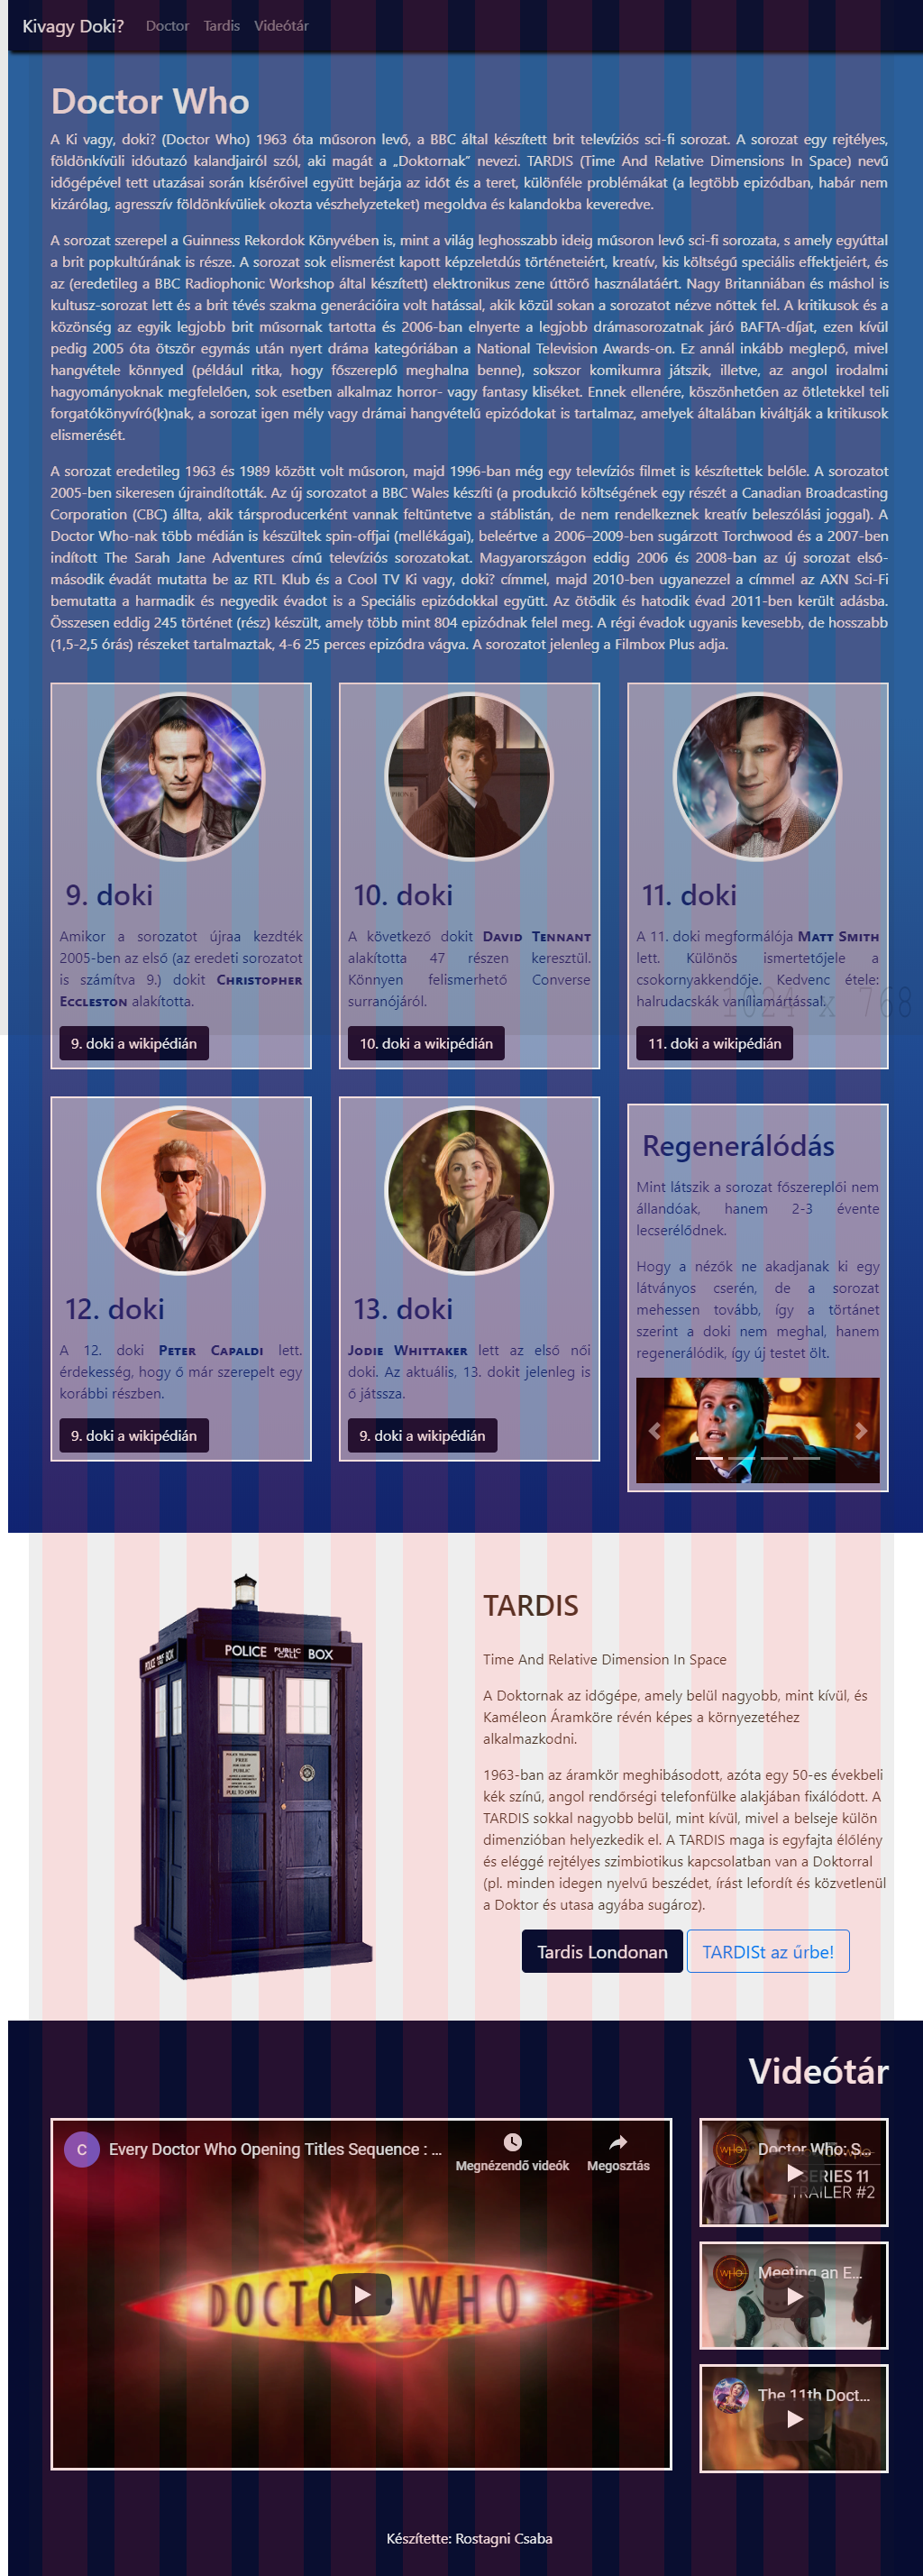 Kivagy Doki? Doctor Tardis Videótár
Doctor Who
A Ki vagy, doki? (Doctor Who) 1963 óta műsoron levő, a BBC által készített brit televíziós sci-fi sorozat. A sorozat egy rejtélyes,
földönkívüli időutazó kalandjairól szól, aki magát a „Doktornak” nevezi. TARDIS (Time And Relative Dimensions In Space) nevű
időgépével tett utazásai során kísérőivel együtt bejárja az időt és a teret, különféle problémákat (a legtöbb epizódban, habár nem
kizárólag, agresszív földönkívüliek okozta vészhelyzeteket) megoldva és kalandokba keveredve.
A sorozat szerepel a Guinness Rekordok Könyvében is, mint a világ leghosszabb ideig műsoron levő sci-fi sorozata, s amely egyúttal
a brit popkultúrának is része. A sorozat sok elismerést kapott képzeletdús történeteiért, kreatív, kis költségű speciális effektjeiért, és
az (eredetileg a BBC Radiophonic Workshop által készített) elektronikus zene úttörő használatáért. Nagy Britanniában és máshol is
kultusz-sorozat lett és a brit tévés szakma generációira volt hatással, akik közül sokan a sorozatot nézve nőttek fel. A kritikusok és a
közönség az egyik legjobb brit műsornak tartotta és 2006-ban elnyerte a legjobb drámasorozatnak járó BAFTA-díjat, ezen kívül
pedig 2005 óta ötször egymás után nyert dráma kategóriában a National Television Awards-on. Ez annál inkább meglepő, mivel
hangvétele könnyed (például ritka, hogy főszereplő meghalna benne), sokszor komikumra játszik, illetve, az angol irodalmi
hagyományoknak megfelelően, sok esetben alkalmaz horror- vagy fantasy kliséket. Ennek ellenére, köszönhetően az ötletekkel teli
forgatókönyvíró(k)nak, a sorozat igen mély vagy drámai hangvételű epizódokat is tartalmaz, amelyek általában kiváltják a kritikusok
elismerését.
A sorozat eredetileg 1963 és 1989 között volt műsoron, majd 1996-ban még egy televíziós filmet is készítettek belőle. A sorozatot
2005-ben sikeresen újraindították. Az új sorozatot a BBC Wales készíti (a produkció költségének egy részét a Canadian Broadcasting
Corporation (CBC) állta, akik társproducerként vannak feltüntetve a stáblistán, de nem rendelkeznek kreatív beleszólási joggal). A
Doctor Who-nak több médián is készültek spin-offjai (mellékágai), beleértve a 2006–2009-ben sugárzott Torchwood és a 2007-ben
indított The Sarah Jane Adventures című televíziós sorozatokat. Magyarországon eddig 2006 és 2008-ban az új sorozat első-
második évadát mutatta be az RTL Klub és a Cool TV Ki vagy, doki? címmel, majd 2010-ben ugyanezzel a címmel az AXN Sci-Fi
bemutatta a harmadik és negyedik évadot is a Speciális epizódokkal együtt. Az ötödik és hatodik évad 2011-ben került adásba.
Összesen eddig 245 történet (rész) készült, amely több mint 804 epizódnak felel meg. A régi évadok ugyanis kevesebb, de hosszabb
(1,5-2,5 órás) részeket tartalmaztak, 4-6 25 perces epizódra vágva. A sorozatot jelenleg a Filmbox Plus adja.
9. doki
Amikor a sorozatot újraa kezdték
2005-ben az első (az eredeti sorozatot
is számítva 9.) dokit Christopher
Eccleston alakította.
9. doki a wikipédián
10. doki
A következő dokit David Tennant
alakította 47 részen keresztül.
Könnyen felismerhető Converse
surranójáról.
10. doki a wikipédián
11. doki
A 11. doki megformálója Matt Smith
lett. Különös ismertetőjele a
csokornyakkendője. Kedvenc étele:
halrudacskák vaníliamártással.
11. doki a wikipédián
1024 x 768
12. doki
A 12. doki Peter Capaldi lett.
érdekesség, hogy ő már szerepelt egy
korábbi részben.
9. doki a wikipédián
13. doki
Jodie Whittaker lett az első női
doki. Az aktuális, 13. dokit jelenleg is
ő játssza.
9. doki a wikipédián
Regenerálódás
Mint látszik a sorozat főszereplői nem
állandóak, hanem 2-3 évente
lecserélődnek.
Hogy a nézők ne akadjanak ki egy
látványos cserén, de a sorozat
mehessen tovább, így a törtánet
szerint a doki nem meghal, hanem
regenerálódik, így új testet ölt.
POLICE PUBLIC CALL BOX
POLICE TELEPHONE
FREE
FOR USE OF
PUBLIC
PULL TO OPEN
TARDIS
Time And Relative Dimension In Space
A Doktornak az időgépe, amely belül nagyobb, mint kívül, és
Kaméleon Áramköre révén képes a környezetéhez
alkalmazkodni.
1963-ban az áramkör meghibásodott, azóta egy 50-es évekbeli
kék színű, angol rendőrségi telefonfülke alakjában fixálódott. A
TARDIS sokkal nagyobb belül, mint kívül, mivel a belseje külön
dimenzióban helyezkedik el. A TARDIS maga is egyfajta élőlény
és eléggé rejtélyes szimbiotikus kapcsolatban van a Doktorral
(pl. minden idegen nyelvű beszédet, írást lefordít és közvetlenül
a Doktor és utasa agyába sugároz).
Tardis Londonan TARDISt az űrbe!
Videótár
C Every Doctor Who Opening Titles Sequence : ...
Megnézendő videók Megosztás
DOCTOR WHO
Doctor Who: S...
SERIES 11
TRAILER #2
Meeting an E...
The 11th Doct...
Készítette: Rostagni Csaba